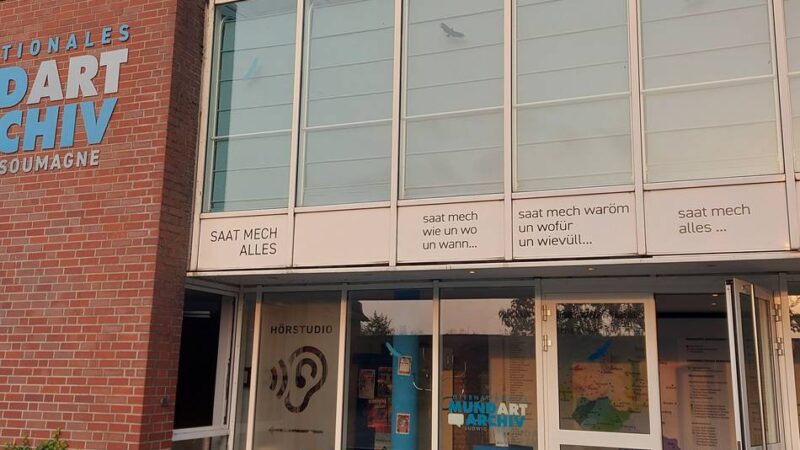 TIONALES
DART
CHIV
SOUMAGNE
SAAT MECH
ALLES
saat mech
wie un wo
un wann...
saat mech waröm
un wofür
un wievüll...
saat mech
alles ...
HÖRSTUDIO
MUNDART
ARCHIV
LUDWIG